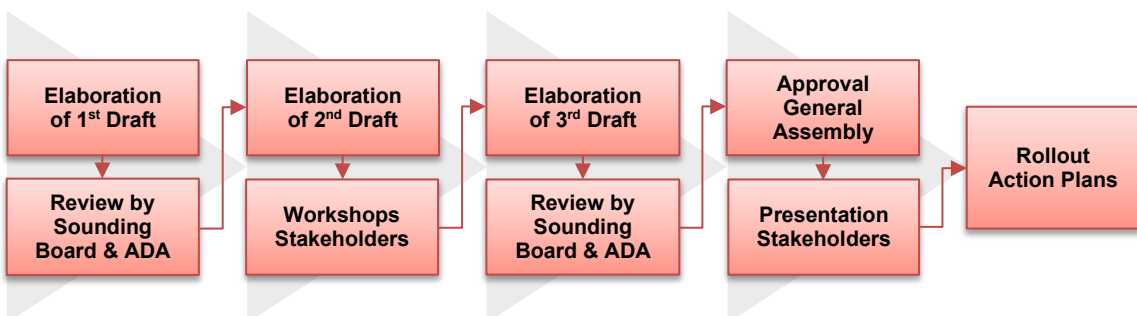 Elaboration
of 1st Draft
Review by
Sounding
Board & ADA
Elaboration
of 2nd Draft
Workshops
Stakeholders
Elaboration
of 3rd Draft
Review by
Sounding
Board & ADA
Approval
General
Assembly
Presentation
Stakeholders
Rollout
Action Plans